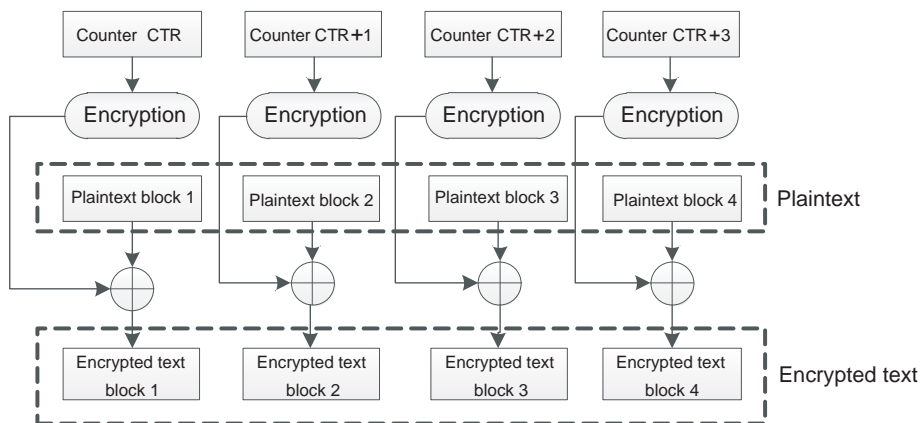 Counter CTR
Counter CTR+1
Counter CTR+2
Counter CTR+3
Encryption
Encryption
Encryption
Encryption
Plaintext block 1
Plaintext block 2
Plaintext block 3
Plaintext block 4
Plaintext
Encrypted text
block 1
Encrypted text
block 2
Encrypted text
block 3
Encrypted text
block 4
Encrypted text